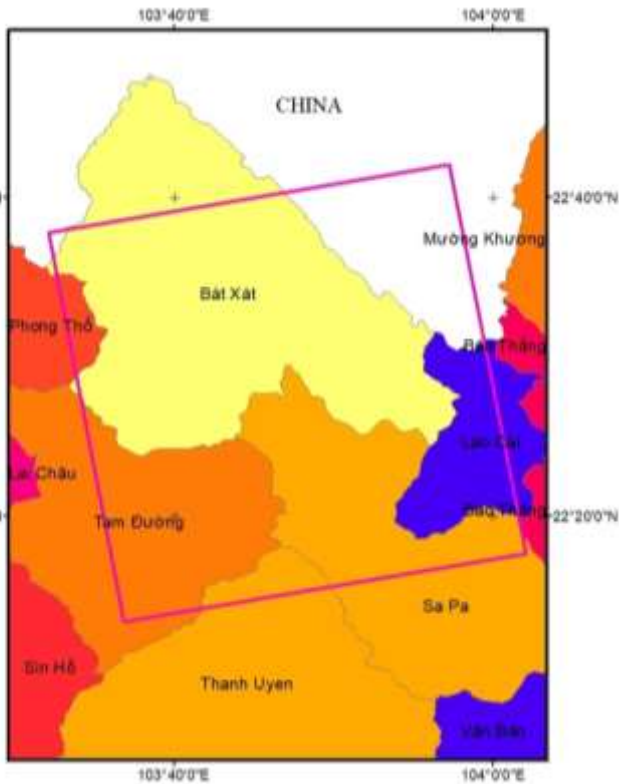 103°40'0"E 104°0'0"E
CHINA
22°40'0"N
Mường Khương
Bát Xát
Phong Thổ
Bảo Thắng
Lào Cai
Lai Châu
Bảo Thắng
Tam Đường
22°20'0"N
Sa Pa
Sìn Hồ
Thanh Uyen
Văn Bàn
103°40'0"E 104°0'0"E